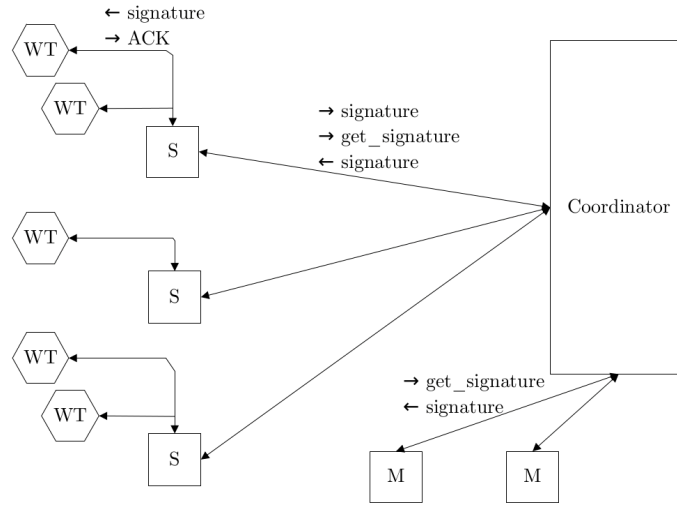 ← signature
→ ACK
WT
WT
S
→ signature
→ get_signature
← signature
Coordinator
WT
S
WT
WT
S
→ get_signature
← signature
M
M